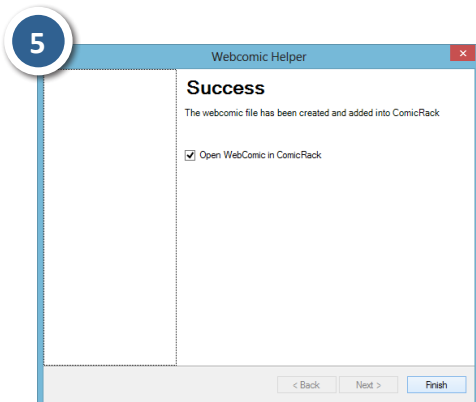 5
Webcomic Helper
Success
The webcomic file has been created and added into ComicRack
Open WebComic in ComicRack
< Back Next > Finish